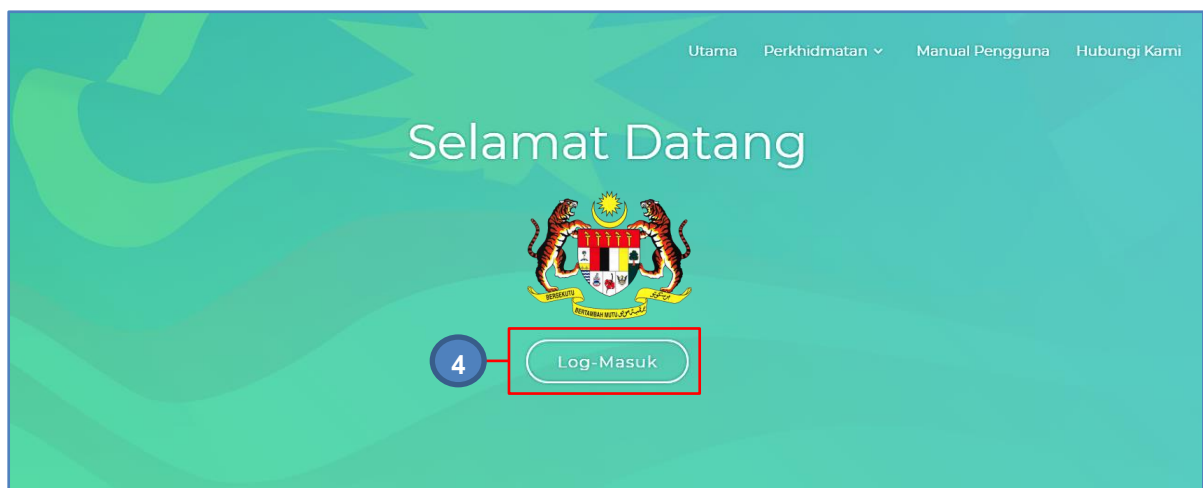 Utama Perkhidmatan Manual Pengguna Hubungi Kami
Selamat Datang
BERSEKUTU
BERTAMBAH MUTU
4
Log-Masuk